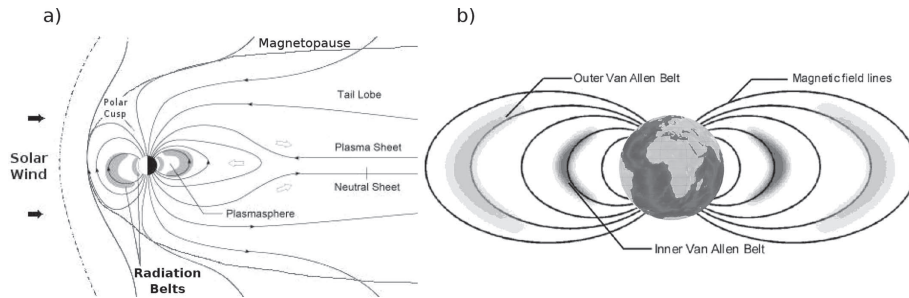 a)
Magnetopause
Polar
Cusp
Tail Lobe
Solar
Wind
Plasma Sheet
Neutral Sheet
Plasmasphere
Radiation
Belts
b)
Outer Van Allen Belt
Magnetic field lines
Inner Van Allen Belt